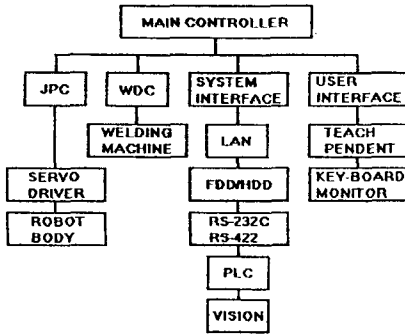 MAIN CONTROLLER
JPC
WDC
SYSTEM
INTERFACE
USER
INTERFACE
WELDING
MACHINE
LAN
TEACH
PENDENT
SERVO
DRIVER
FDD/HDD
KEY-BOARD
MONITOR
ROBOT
BODY
RS-232C
RS-422
PLC
VISION